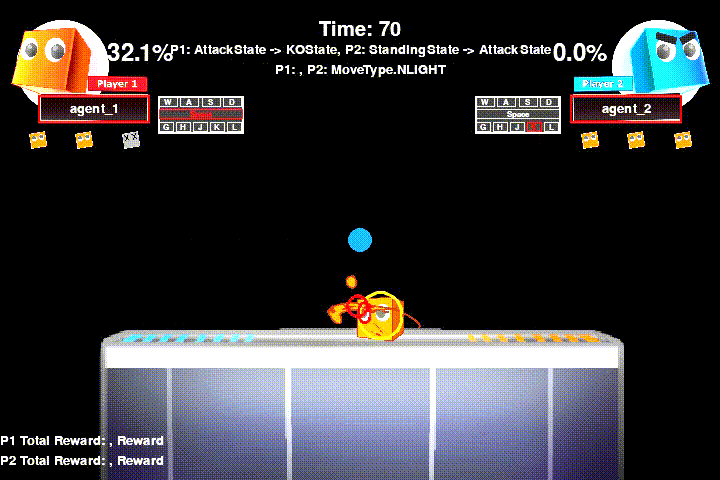 Time: 70
32.1% P1: AttackState -> KOState, P2: StandingState -> AttackState 0.0%
P1: , P2: MoveType.NLIGHT
Player 1
Player 2
agent_1
W A S D
G H J K L
W A S D
Space
G H J L
agent_2
P1 Total Reward: , Reward
P2 Total Reward: , Reward